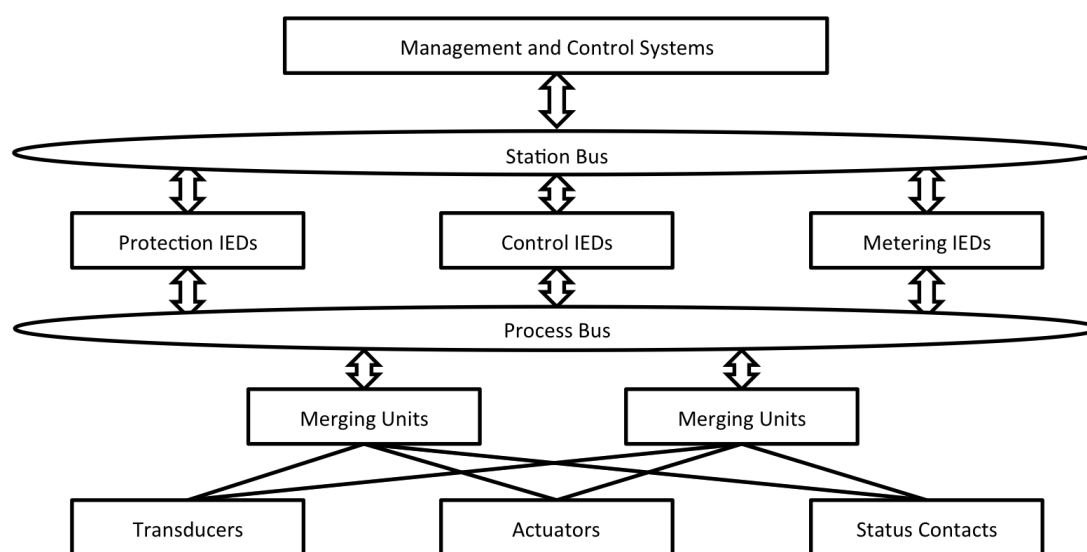 Management and Control Systems
Station Bus
Protection IEDs
Control IEDs
Metering IEDs
Process Bus
Merging Units
Merging Units
Transducers
Actuators
Status Contacts